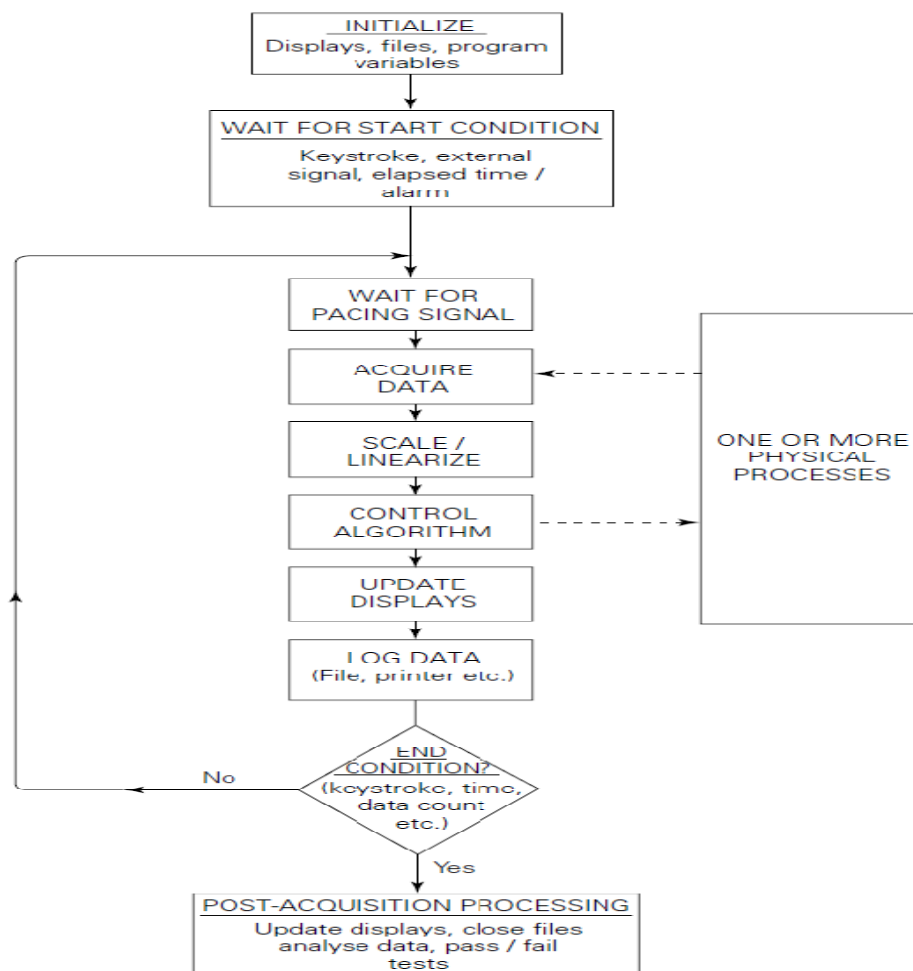 INITIALIZE
Displays, files, program
variables
WAIT FOR START CONDITION
Keystroke, external
signal, elapsed time /
alarm
WAIT FOR
PACING SIGNAL
ACQUIRE
DATA
SCALE /
LINEARIZE
CONTROL
ALGORITHM
UPDATE
DISPLAYS
LOG DATA
(File, printer etc.)
ONE OR MORE
PHYSICAL
PROCESSES
END
CONDITION?
(keystroke, time,
data count
etc.)
No
Yes
POST-ACQUISITION PROCESSING
Update displays, close files
analyse data, pass / fail
tests